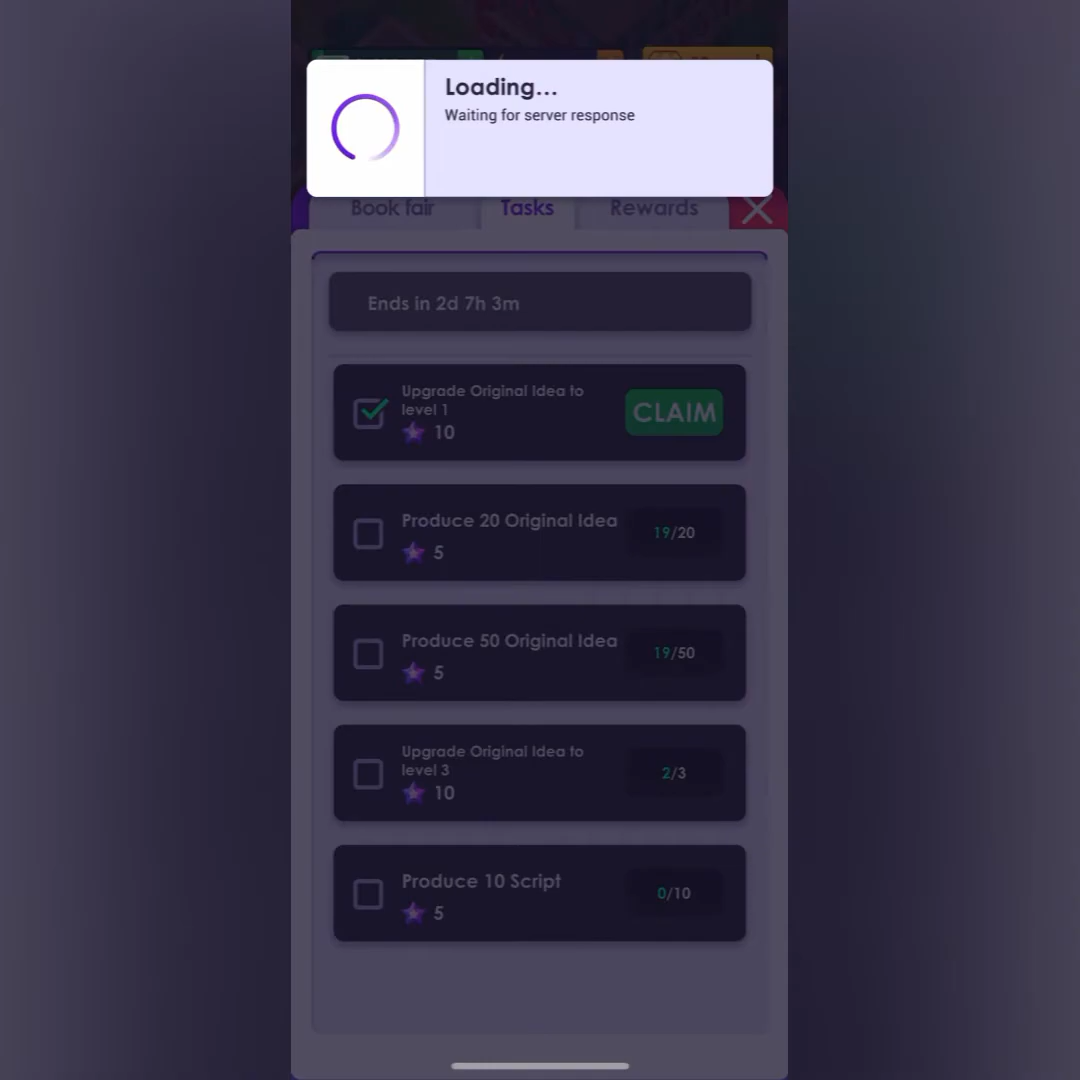 Loading...
Waiting for server response
Book fair
Tasks
Rewards
Ends in 2d 7h 3m
Upgrade Original Idea to
level 1
10
CLAIM
Produce 20 Original Idea
5
19/20
Produce 50 Original Idea
5
19/50
Upgrade Original Idea to
level 3
10
2/3
Produce 10 Script
5
0/10